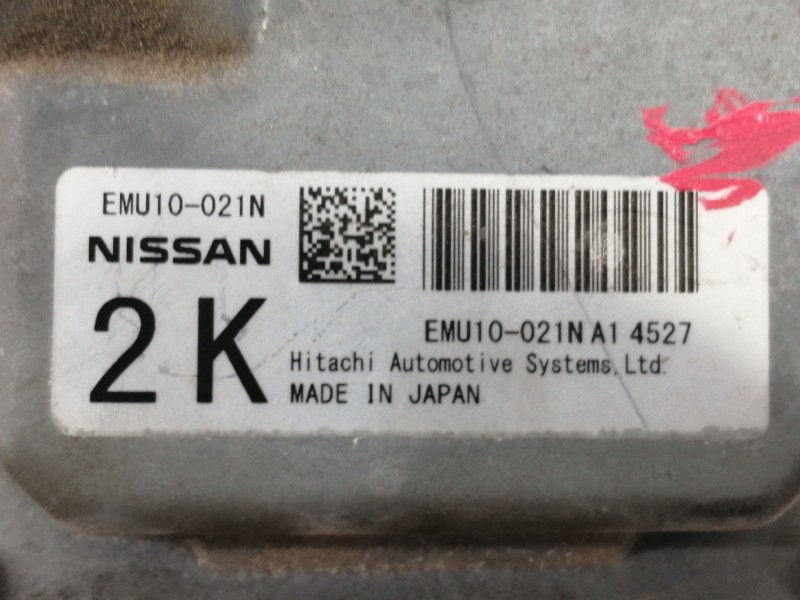 EMU10-021N
NISSAN
2K
EMU10-021N A1 4527
Hitachi Automotive Systems, Ltd.
MADE IN JAPAN